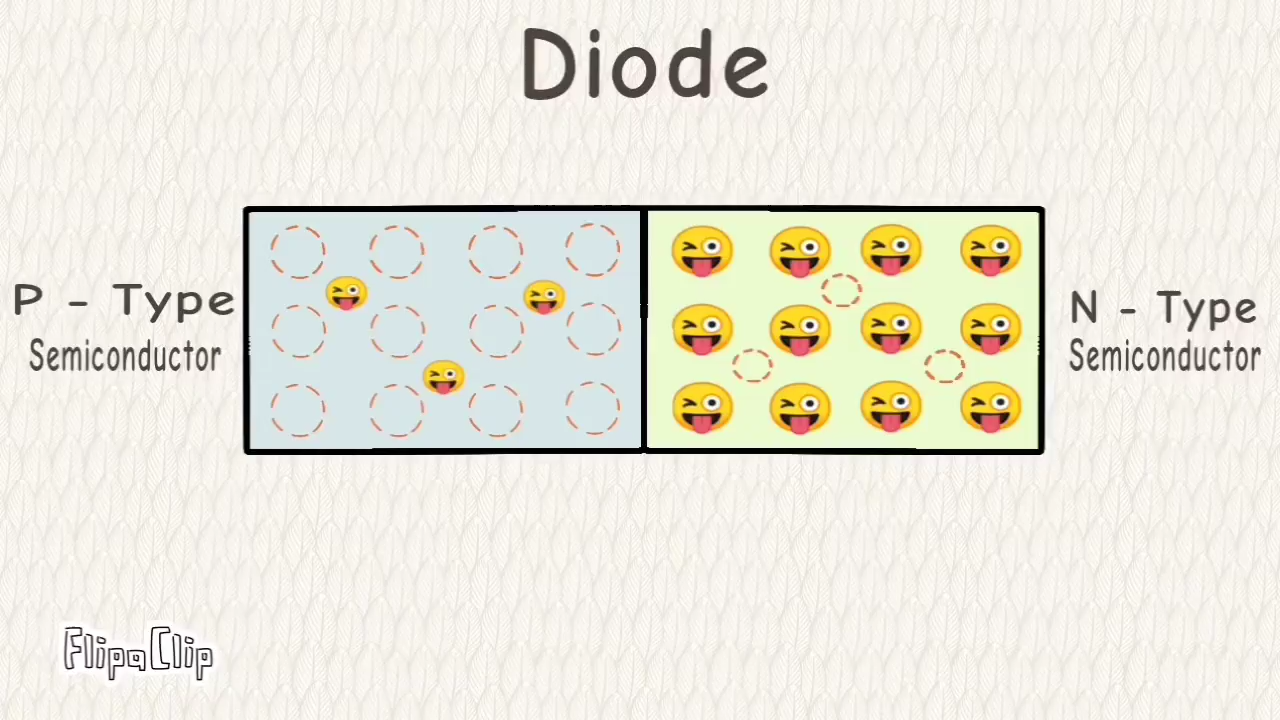 Diode
P - Type
Semiconductor
N - Type
Semiconductor
FlipaClip